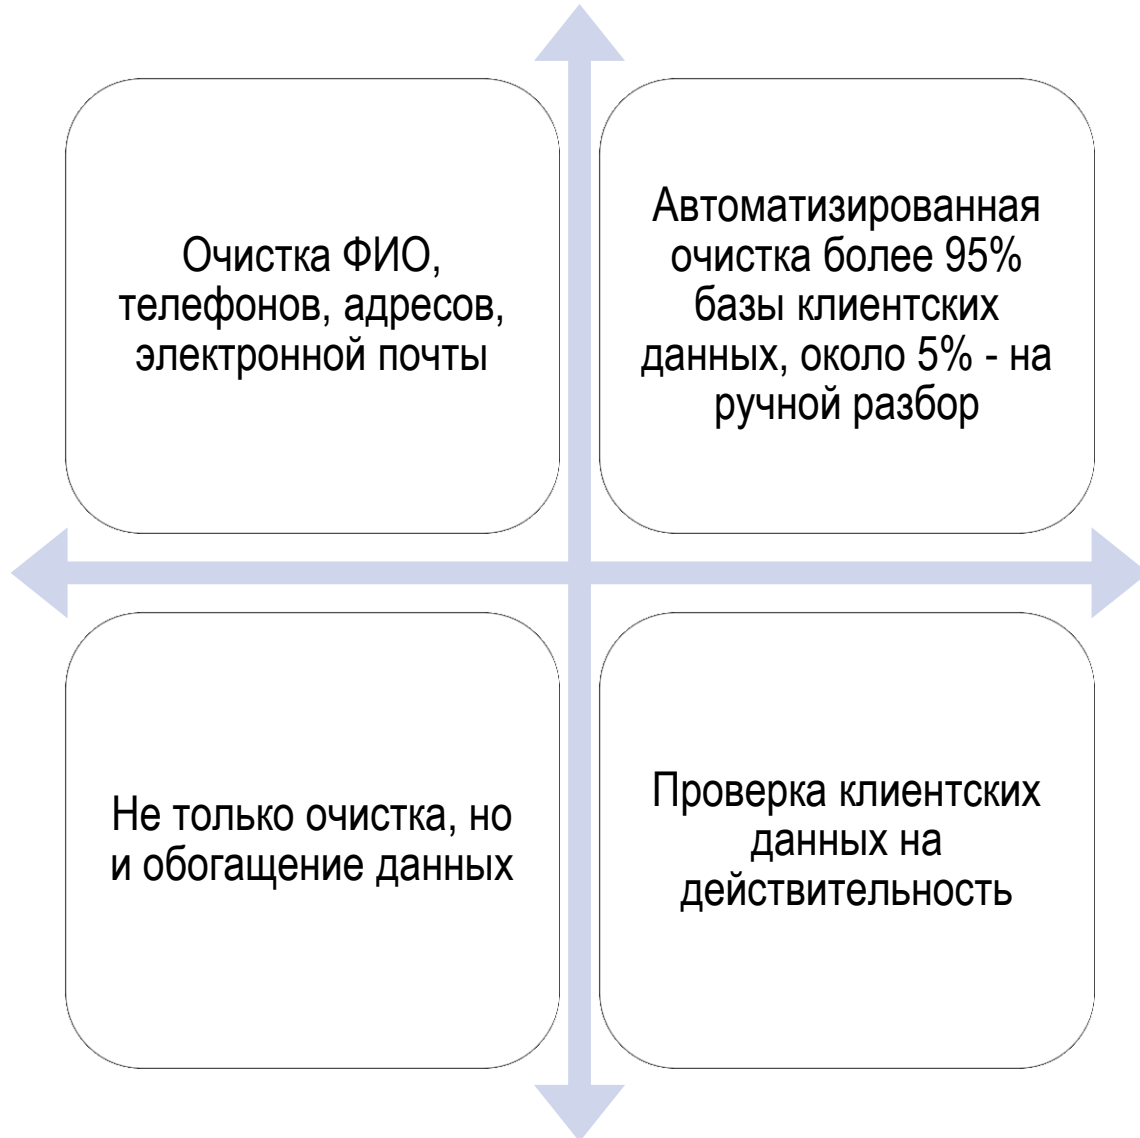 Очистка ФИО,
телефонов, адресов,
электронной почты
Автоматизированная
очистка более 95%
базы клиентских
данных, около 5% - на
ручной разбор
Не только очистка, но
и обогащение данных
Проверка клиентских
данных на
действительность